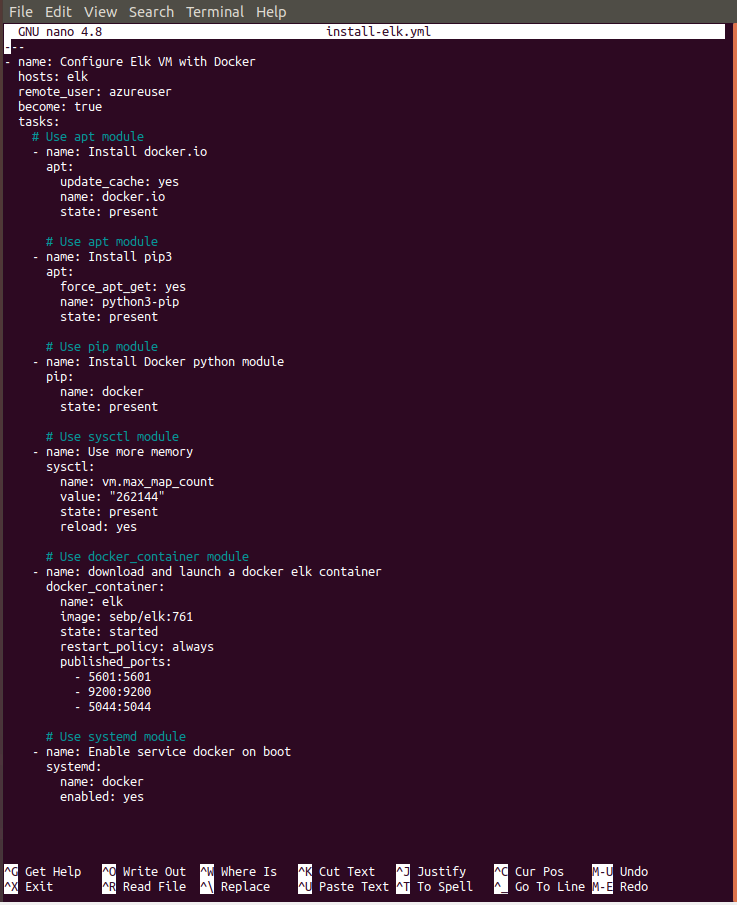 File Edit View Search Terminal Help
GNU nano 4.8 install-elk.yml
---
- name: Configure Elk VM with Docker
  hosts: elk
  remote_user: azureuser
  become: true
  tasks:
    # Use apt module
    - name: Install docker.io
      apt:
        update_cache: yes
        name: docker.io
        state: present

      # Use apt module
    - name: Install pip3
      apt:
        force_apt_get: yes
        name: python3-pip
        state: present

      # Use pip module
    - name: Install Docker python module
      pip:
        name: docker
        state: present

      # Use sysctl module
    - name: Use more memory
      sysctl:
        name: vm.max_map_count
        value: "262144"
        state: present
        reload: yes

      # Use docker_container module
    - name: download and launch a docker elk container
      docker_container:
        name: elk
        image: sebp/elk:761
        state: started
        restart_policy: always
        published_ports:
          - 5601:5601
          - 9200:9200
          - 5044:5044

      # Use systemd module
    - name: Enable service docker on boot
      systemd:
        name: docker
        enabled: yes

^G Get Help ^O Write Out ^W Where Is ^K Cut Text ^J Justify ^C Cur Pos M-U Undo
^X Exit ^R Read File ^\ Replace ^U Paste Text ^T To Spell ^_ Go To Line M-E Redo